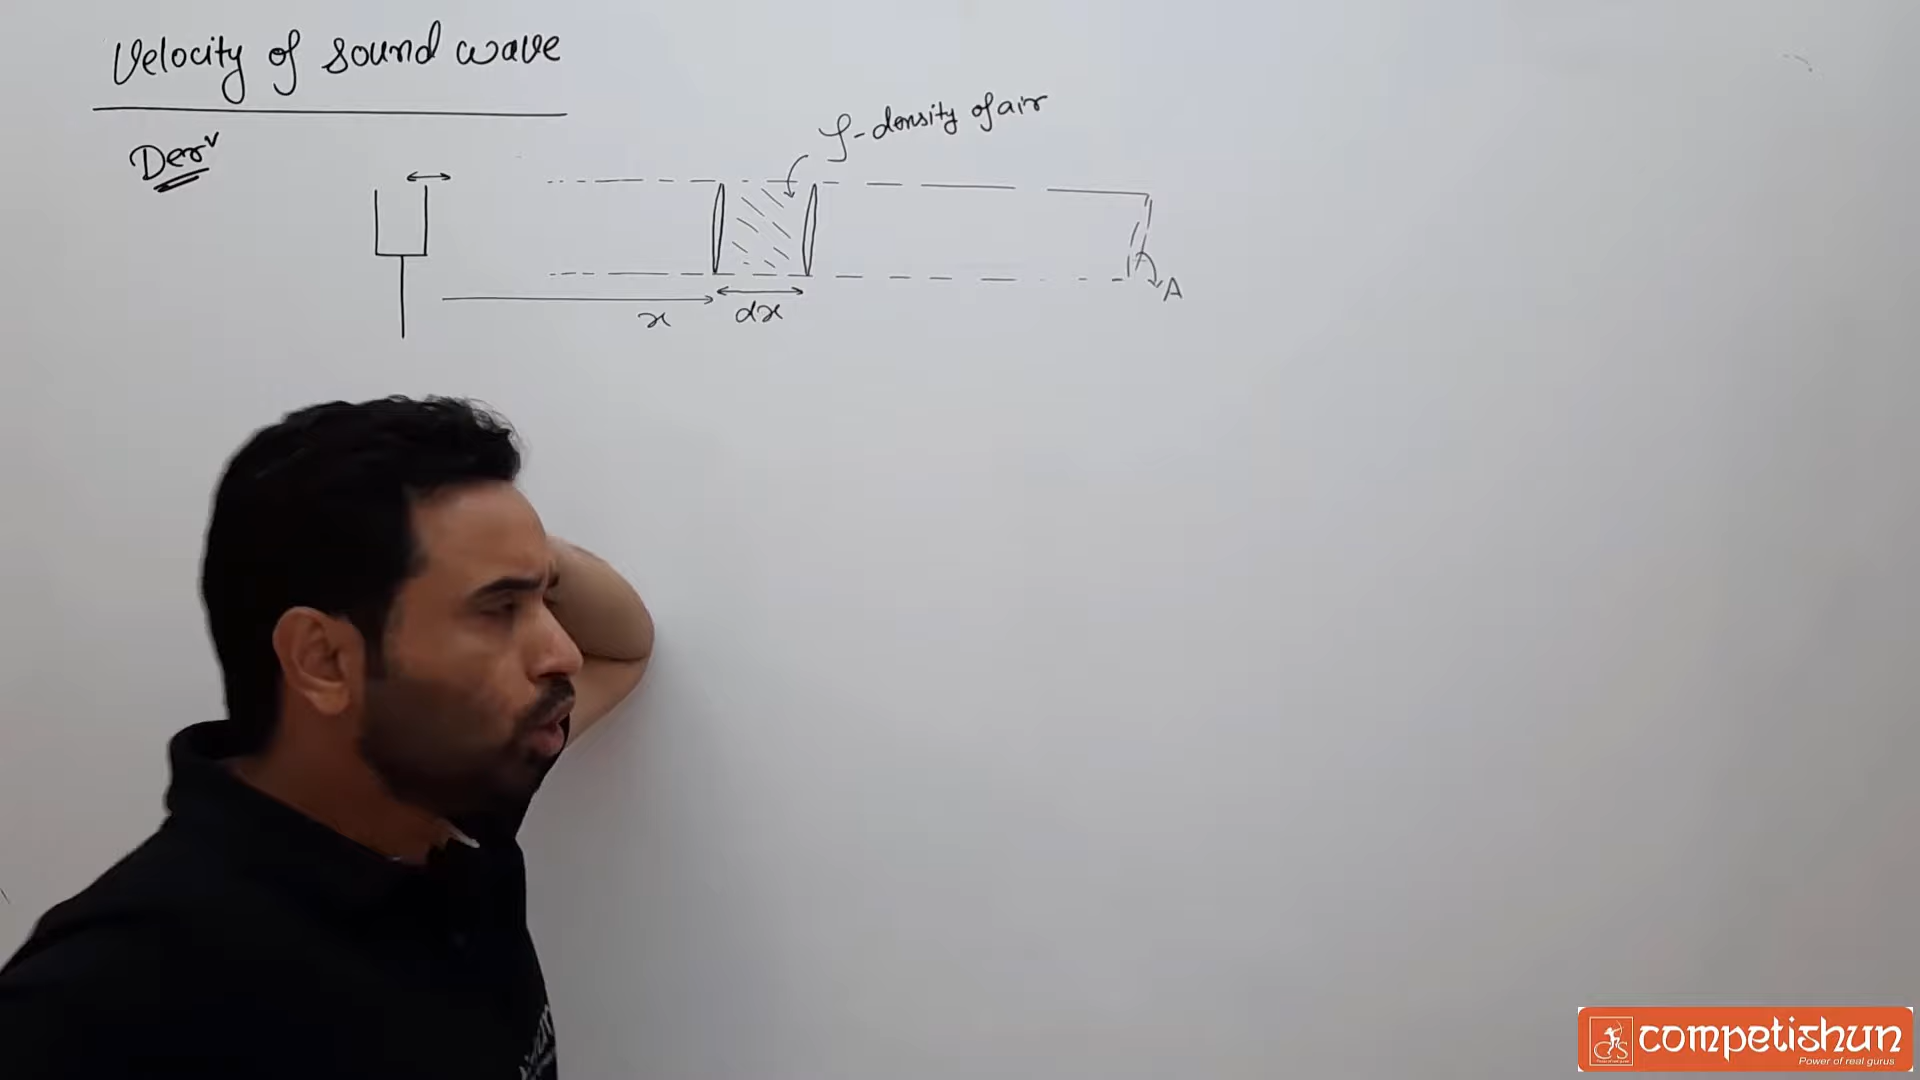 Velocity of sound wave
Derv
ρ-density of air
A
x
dx
competishun
Power of real gurus